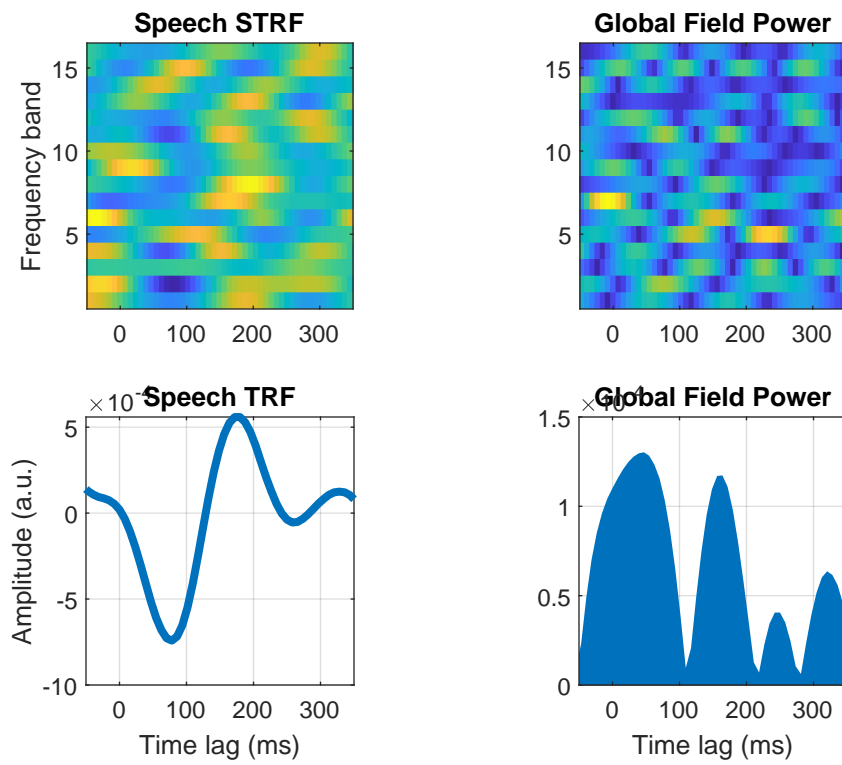 Speech STRF
Global Field Power
Frequency band
15
10
5
0 100 200 300
15
10
5
0 100 200 300
× 10-4
Speech TRF
Global Field Power
Amplitude (a.u.)
5
0
-5
-10
0 100 200 300
Time lag (ms)
1.5
1
0.5
0
0 100 200 300
Time lag (ms)